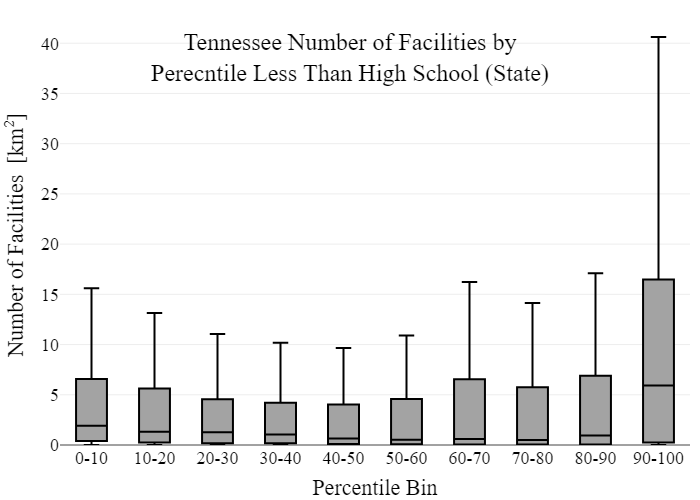 Tennessee Number of Facilities by
Perecntile Less Than High School (State)
Number of Facilities [km²]
40
35
30
25
20
15
10
5
0
0-10 10-20 20-30 30-40 40-50 50-60 60-70 70-80 80-90 90-100
Percentile Bin